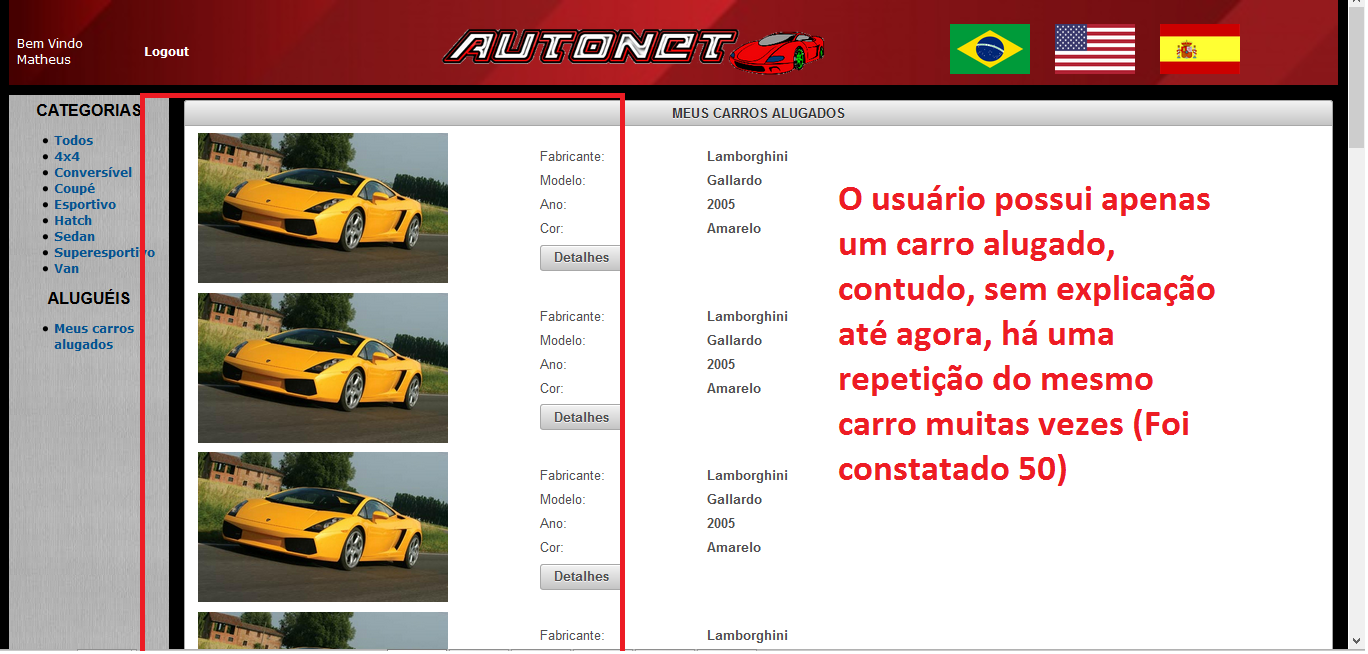 Bem Vindo
Matheus
Logout
AUTONET
CATEGORIAS
Todos
4x4
Conversível
Coupé
Esportivo
Hatch
Sedan
Superesportivo
Van
ALUGUÉIS
Meus carros
alugados
MEUS CARROS ALUGADOS
Fabricante: Lamborghini
Modelo: Gallardo
Ano: 2005
Cor: Amarelo
Detalhes
Fabricante: Lamborghini
Modelo: Gallardo
Ano: 2005
Cor: Amarelo
Detalhes
Fabricante: Lamborghini
Modelo: Gallardo
Ano: 2005
Cor: Amarelo
Detalhes
Fabricante: Lamborghini
O usuário possui apenas
um carro alugado,
contudo, sem explicação
até agora, há uma
repetição do mesmo
carro muitas vezes (Foi
constatado 50)